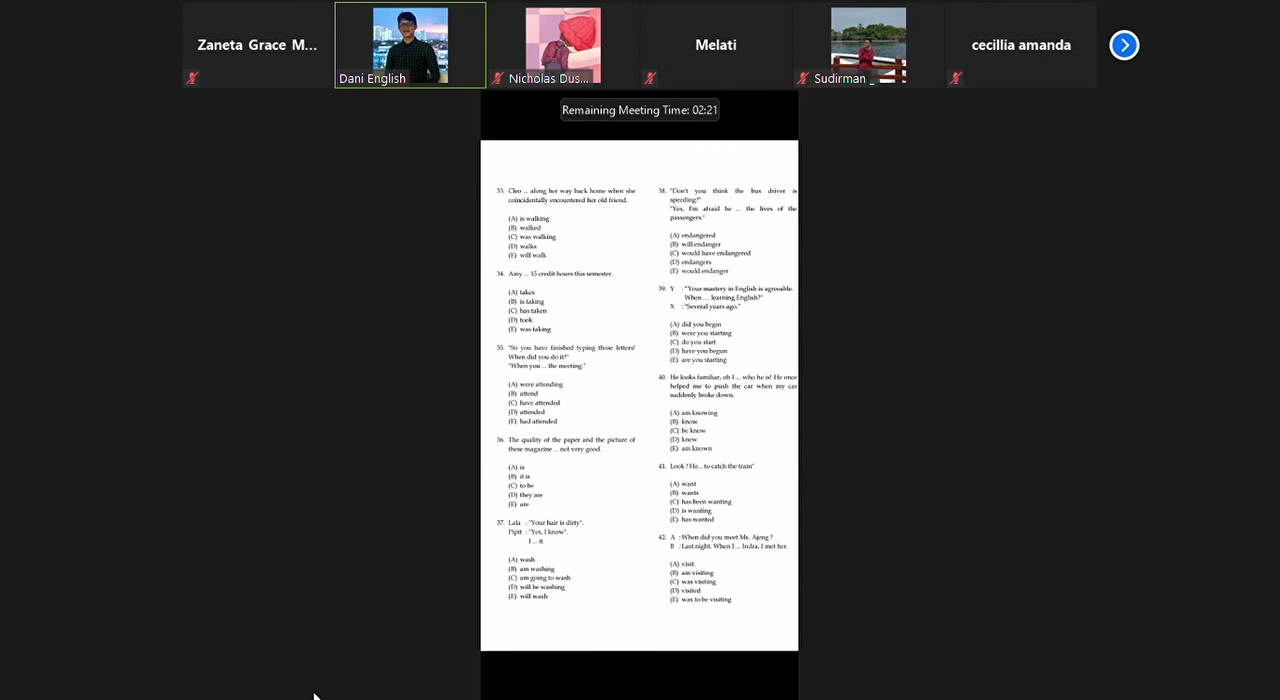 Zaneta Grace M...
Dani English
Nicholas Dus...
Melati
Sudirman _
cecillia amanda
Remaining Meeting Time: 02:21
33. Cleo ... along her way back home when she
coincidentally encountered her old friend.
(A) is walking
(B) walked
(C) was walking
(D) walks
(E) will walk
34. Ainy ... 15 credit hours this semester.
(A) takes
(B) is taking
(C) has taken
(D) took
(E) was taking
35. "So you have finished typing those letters!
When did you do it?"
"When you ... the meeting."
(A) were attending
(B) attend
(C) have attended
(D) attended
(E) had attended
36. The quality of the paper and the picture of
these magazine ... not very good.
(A) is
(B) it is
(C) to be
(D) they are
(E) are
37. Lala : "Your hair is dirty".
Pipit : "Yes, I know".
I ... it.
(A) wash
(B) am washing
(C) am going to wash
(D) will be washing
(E) will wash
38. "Don't you think the bus driver is
speeding?"
"Yes, I'm afraid he ... the lives of the
passengers."
(A) endangered
(B) will endanger
(C) would have endangered
(D) endangers
(E) would endanger
39. Y : "Your mastery in English is agreeable.
When ... learning English?"
X : "Several years ago."
(A) did you begin
(B) were you starting
(C) do you start
(D) have you begun
(E) are you starting
40. He looks familiar, oh I ... who he is! He once
helped me to push the car when my car
suddenly broke down.
(A) am knowing
(B) know
(C) be know
(D) knew
(E) am known
41. Look ! He... to catch the train"
(A) want
(B) wants
(C) has been wanting
(D) is wanting
(E) has wanted
42. A : When did you meet Ms. Ajeng ?
B : Last night. When I ... Indra, I met her.
(A) visit
(B) am visiting
(C) was visiting
(D) visited
(E) was to be visiting